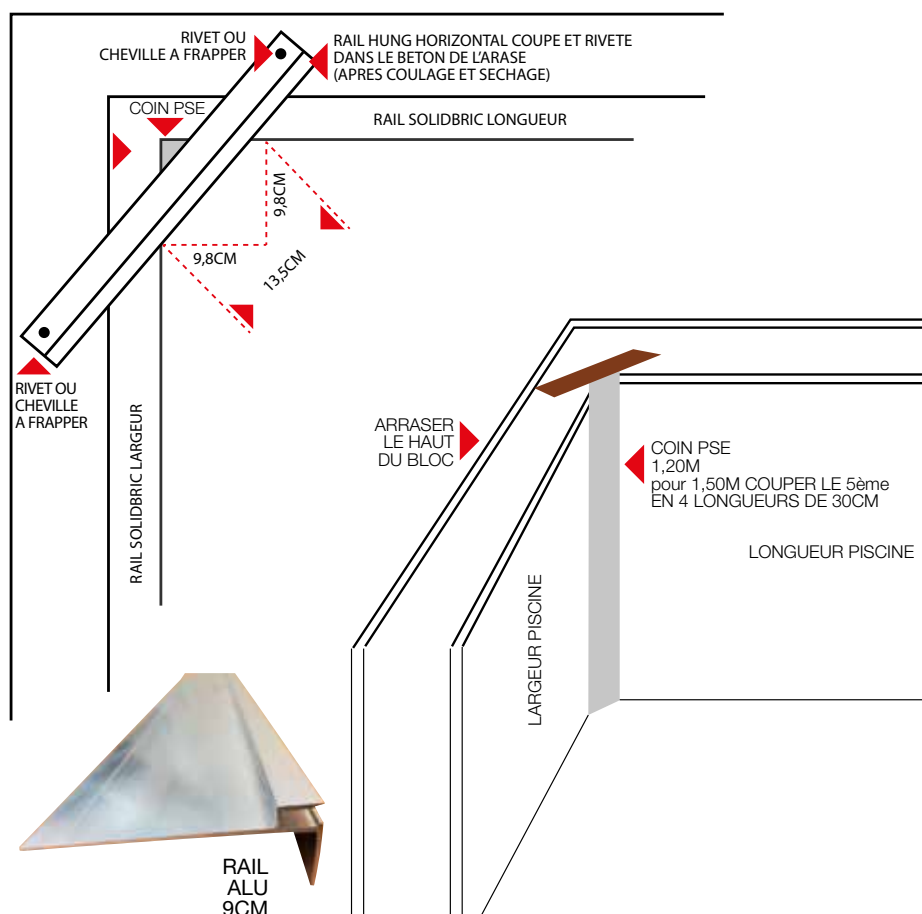 RIVET OU
CHEVILLE A FRAPPER
RAIL HUNG HORIZONTAL COUPE ET RIVETE
DANS LE BETON DE L'ARASE
(APRES COULAGE ET SECHAGE)
COIN PSE
RAIL SOLIDBRIC LONGUEUR
9,8CM
9,8CM
13,5CM
RIVET OU
CHEVILLE
A FRAPPER
RAIL SOLIDBRIC LARGEUR
ARRASER
LE HAUT
DU BLOC
COIN PSE
1,20M
pour 1,50M COUPER LE 5ème
EN 4 LONGUEURS DE 30CM
LONGUEUR PISCINE
LARGEUR PISCINE
RAIL
ALU
9CM